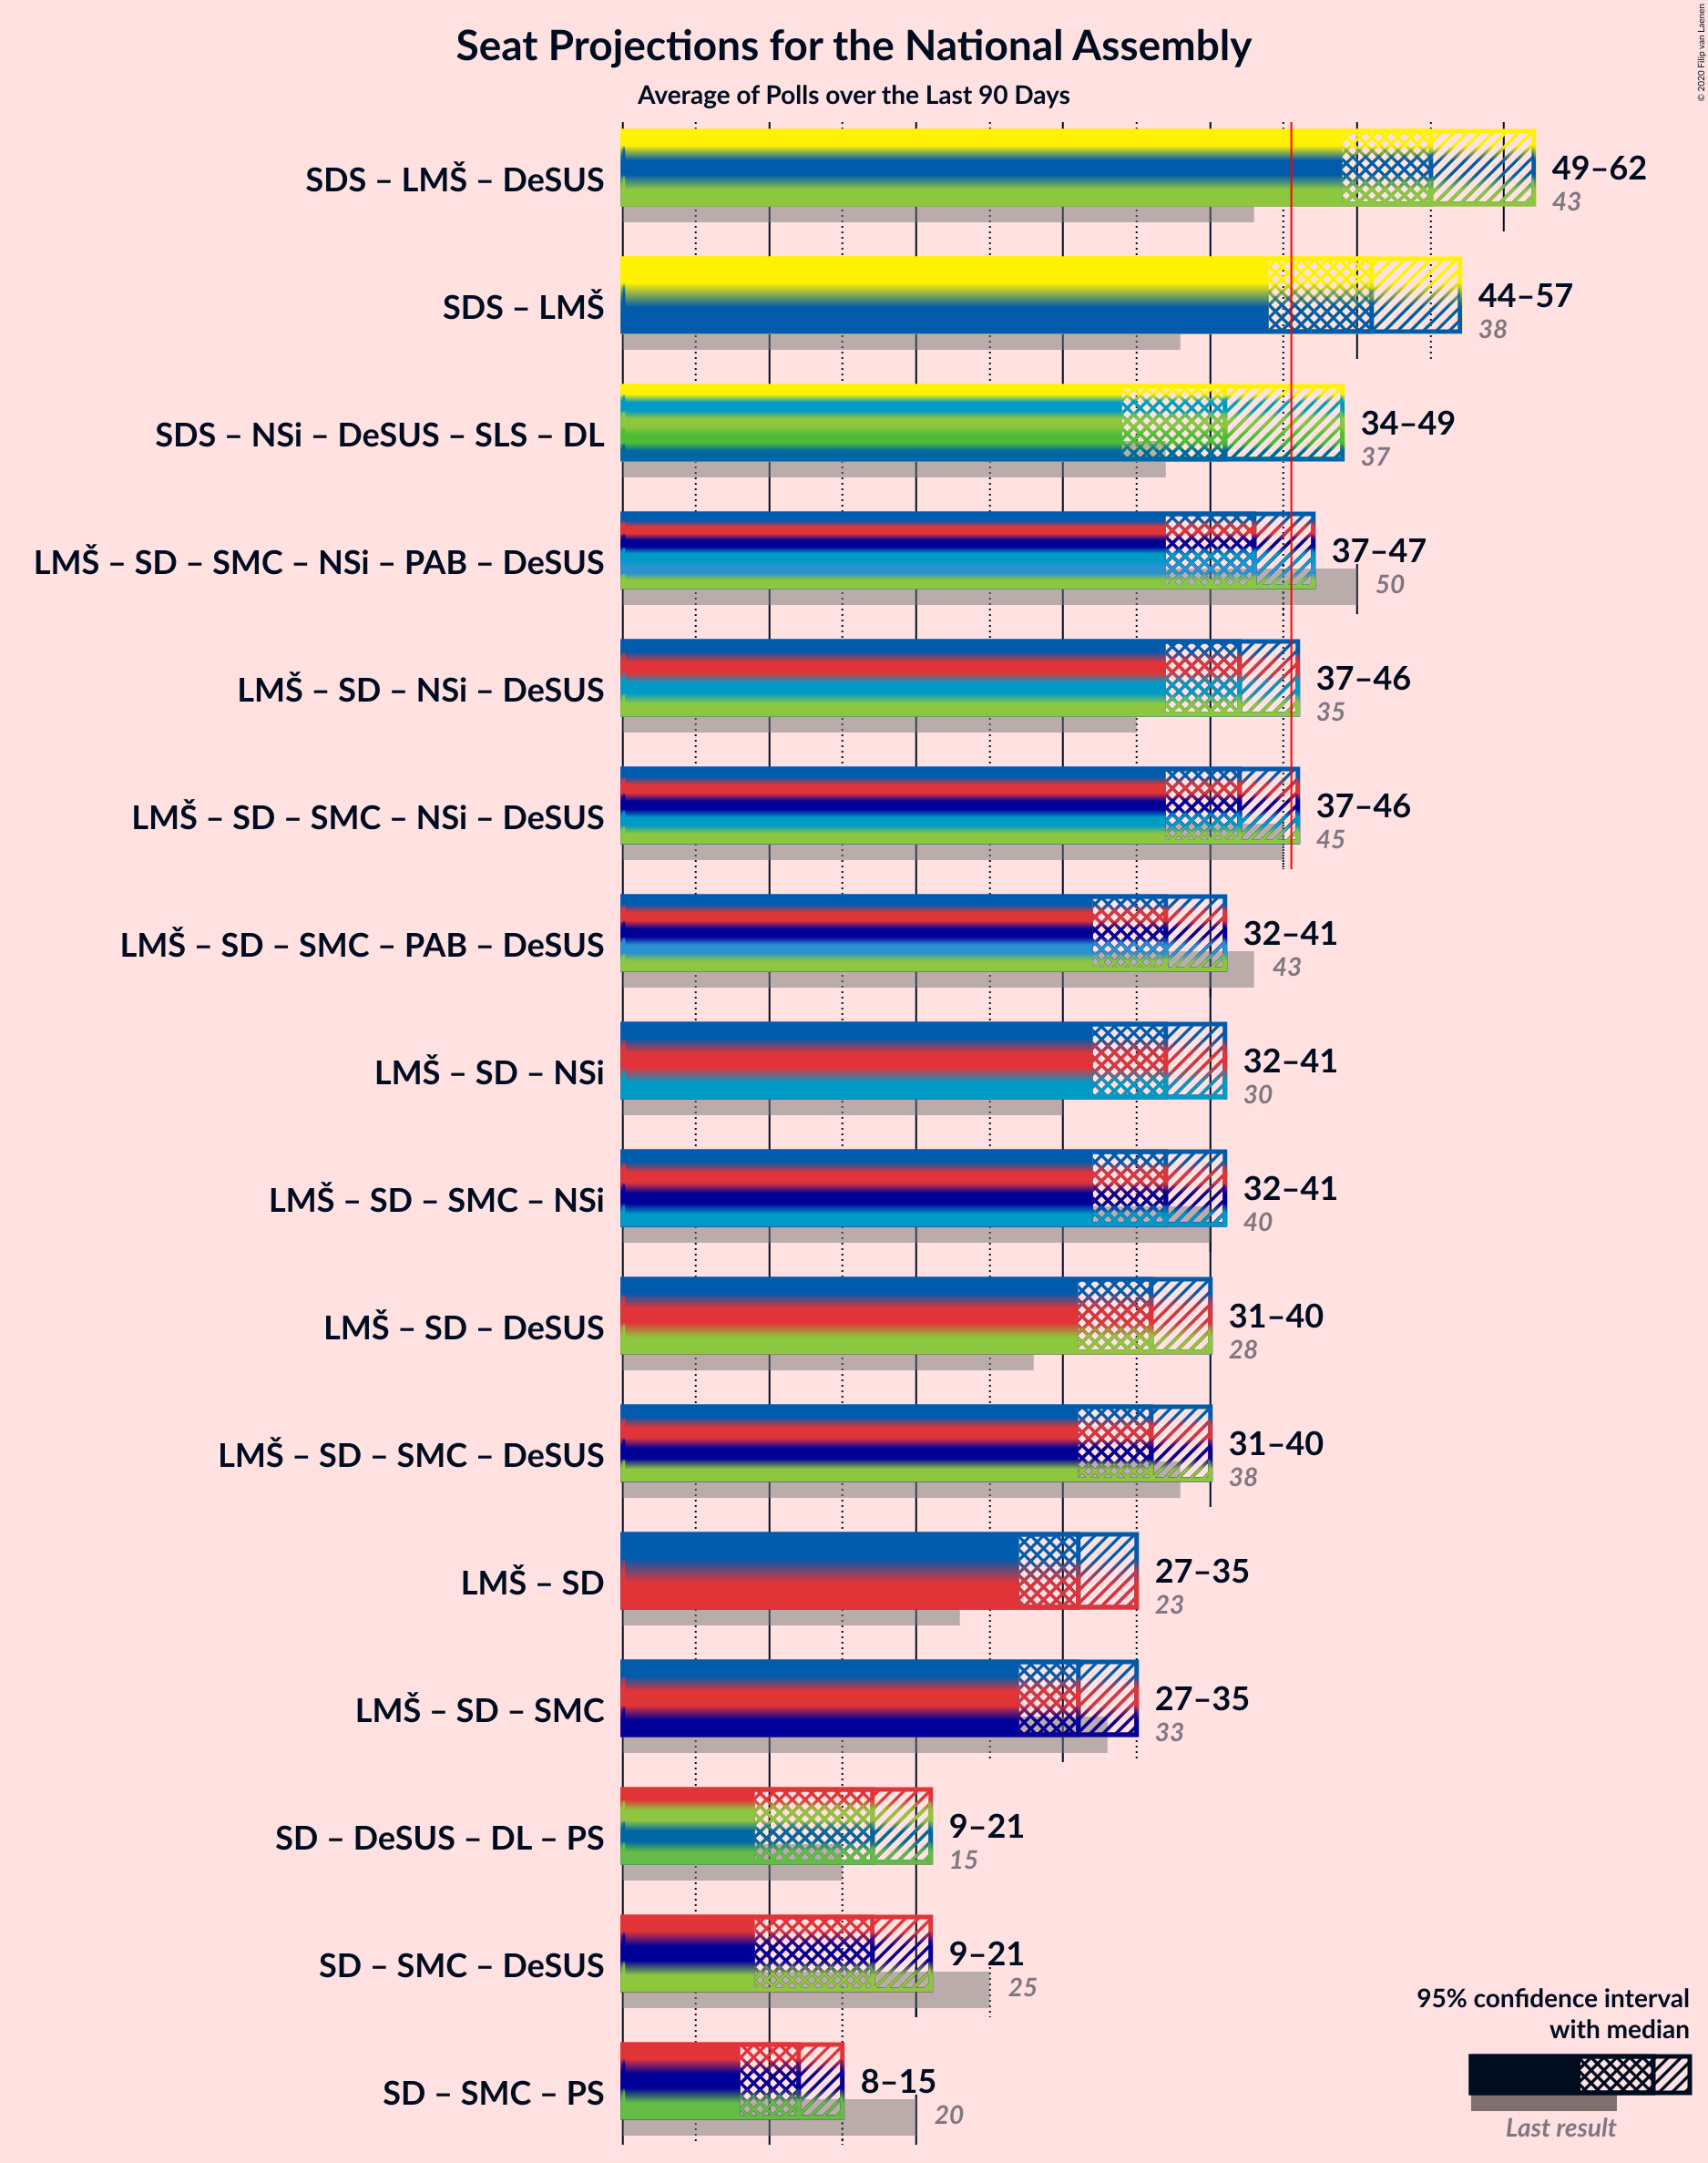 Seat Projections for the National Assembly
Average of Polls over the Last 90 Days
© 2020 Filip van Laenen
SDS – LMŠ – DeSUS
49–62
43
SDS – LMŠ
44–57
38
SDS – NSi – DeSUS – SLS – DL
34–49
37
LMŠ – SD – SMC – NSi – PAB – DeSUS
37–47
50
LMŠ – SD – NSi – DeSUS
37–46
35
LMŠ – SD – SMC – NSi – DeSUS
37–46
45
LMŠ – SD – SMC – PAB – DeSUS
32–41
43
LMŠ – SD – NSi
32–41
30
LMŠ – SD – SMC – NSi
32–41
40
LMŠ – SD – DeSUS
31–40
28
LMŠ – SD – SMC – DeSUS
31–40
38
LMŠ – SD
27–35
23
LMŠ – SD – SMC
27–35
33
SD – DeSUS – DL – PS
9–21
15
SD – SMC – DeSUS
9–21
25
SD – SMC – PS
8–15
20
95% confidence interval
with median
Last result